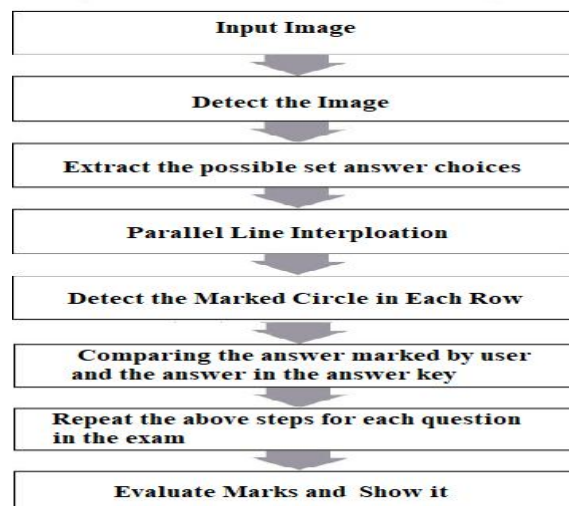 Input Image
Detect the Image
Extract the possible set answer choices
Parallel Line Interploation
Detect the Marked Circle in Each Row
Comparing the answer marked by user
and the answer in the answer key
Repeat the above steps for each question
in the exam
Evaluate Marks and Show it